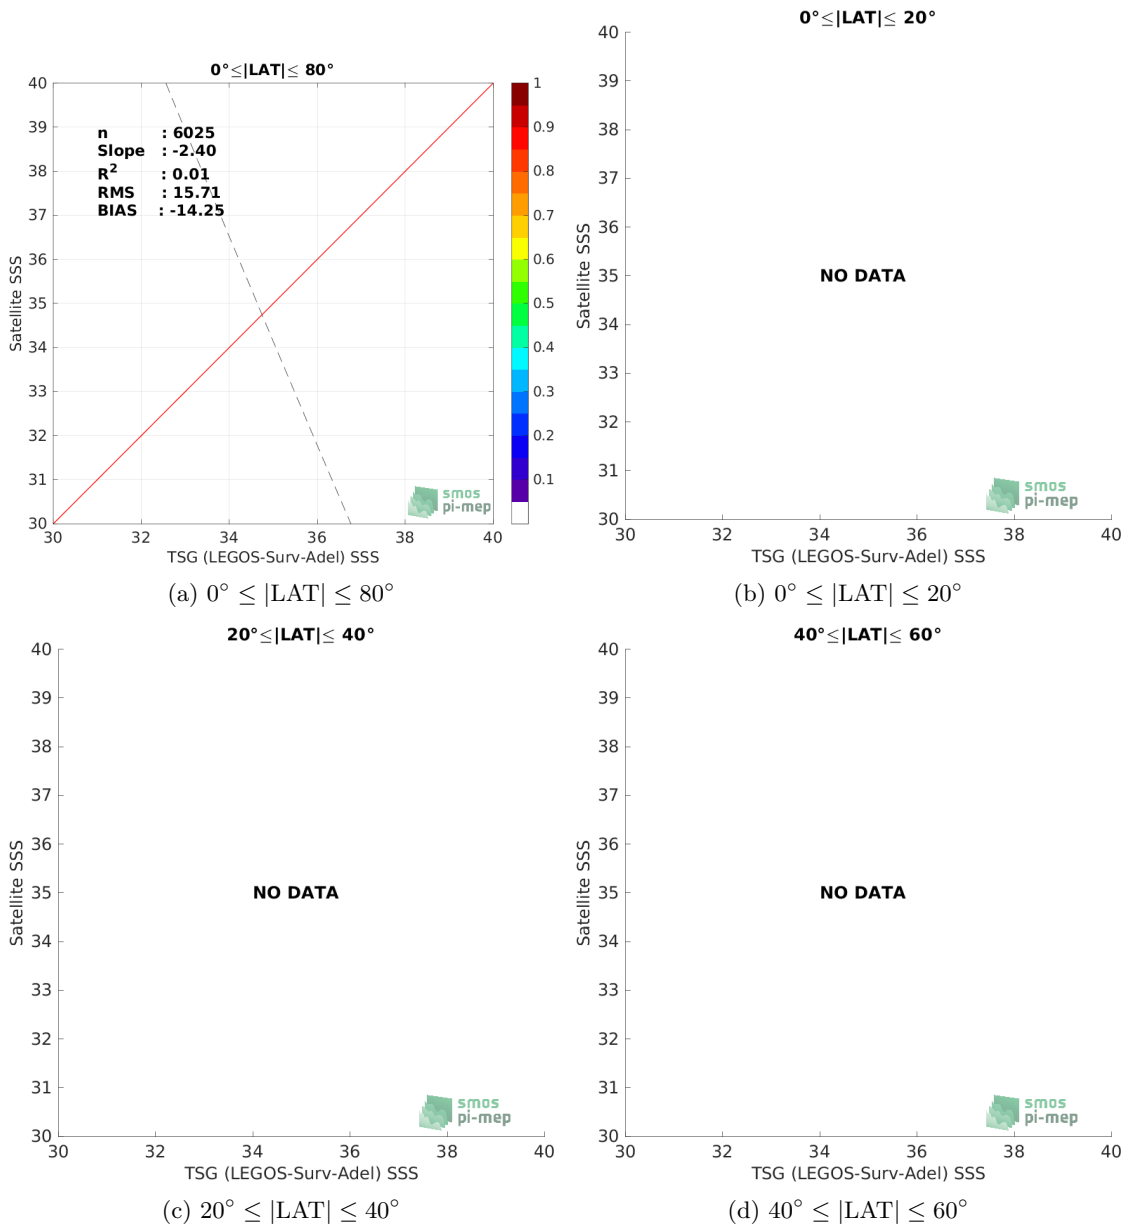 0°≤|LAT|≤ 80°
40
39
38
37
36
35
34
33
32
31
30
n : 6025
Slope : -2.40
R² : 0.01
RMS : 15.71
BIAS : -14.25
1
0.9
0.8
0.7
0.6
0.5
0.4
0.3
0.2
0.1
Satellite SSS
smos
pi-mep
30 32 34 36 38 40
TSG (LEGOS-Surv-Adel) SSS
(a) 0° ≤ |LAT| ≤ 80°
0°≤|LAT|≤ 20°
40
39
38
37
36
35
34
33
32
31
30
Satellite SSS
NO DATA
smos
pi-mep
30 32 34 36 38 40
TSG (LEGOS-Surv-Adel) SSS
(b) 0° ≤ |LAT| ≤ 20°
20°≤|LAT|≤ 40°
40
39
38
37
36
35
34
33
32
31
30
Satellite SSS
NO DATA
smos
pi-mep
30 32 34 36 38 40
TSG (LEGOS-Surv-Adel) SSS
(c) 20° ≤ |LAT| ≤ 40°
40°≤|LAT|≤ 60°
40
39
38
37
36
35
34
33
32
31
30
Satellite SSS
NO DATA
smos
pi-mep
30 32 34 36 38 40
TSG (LEGOS-Surv-Adel) SSS
(d) 40° ≤ |LAT| ≤ 60°